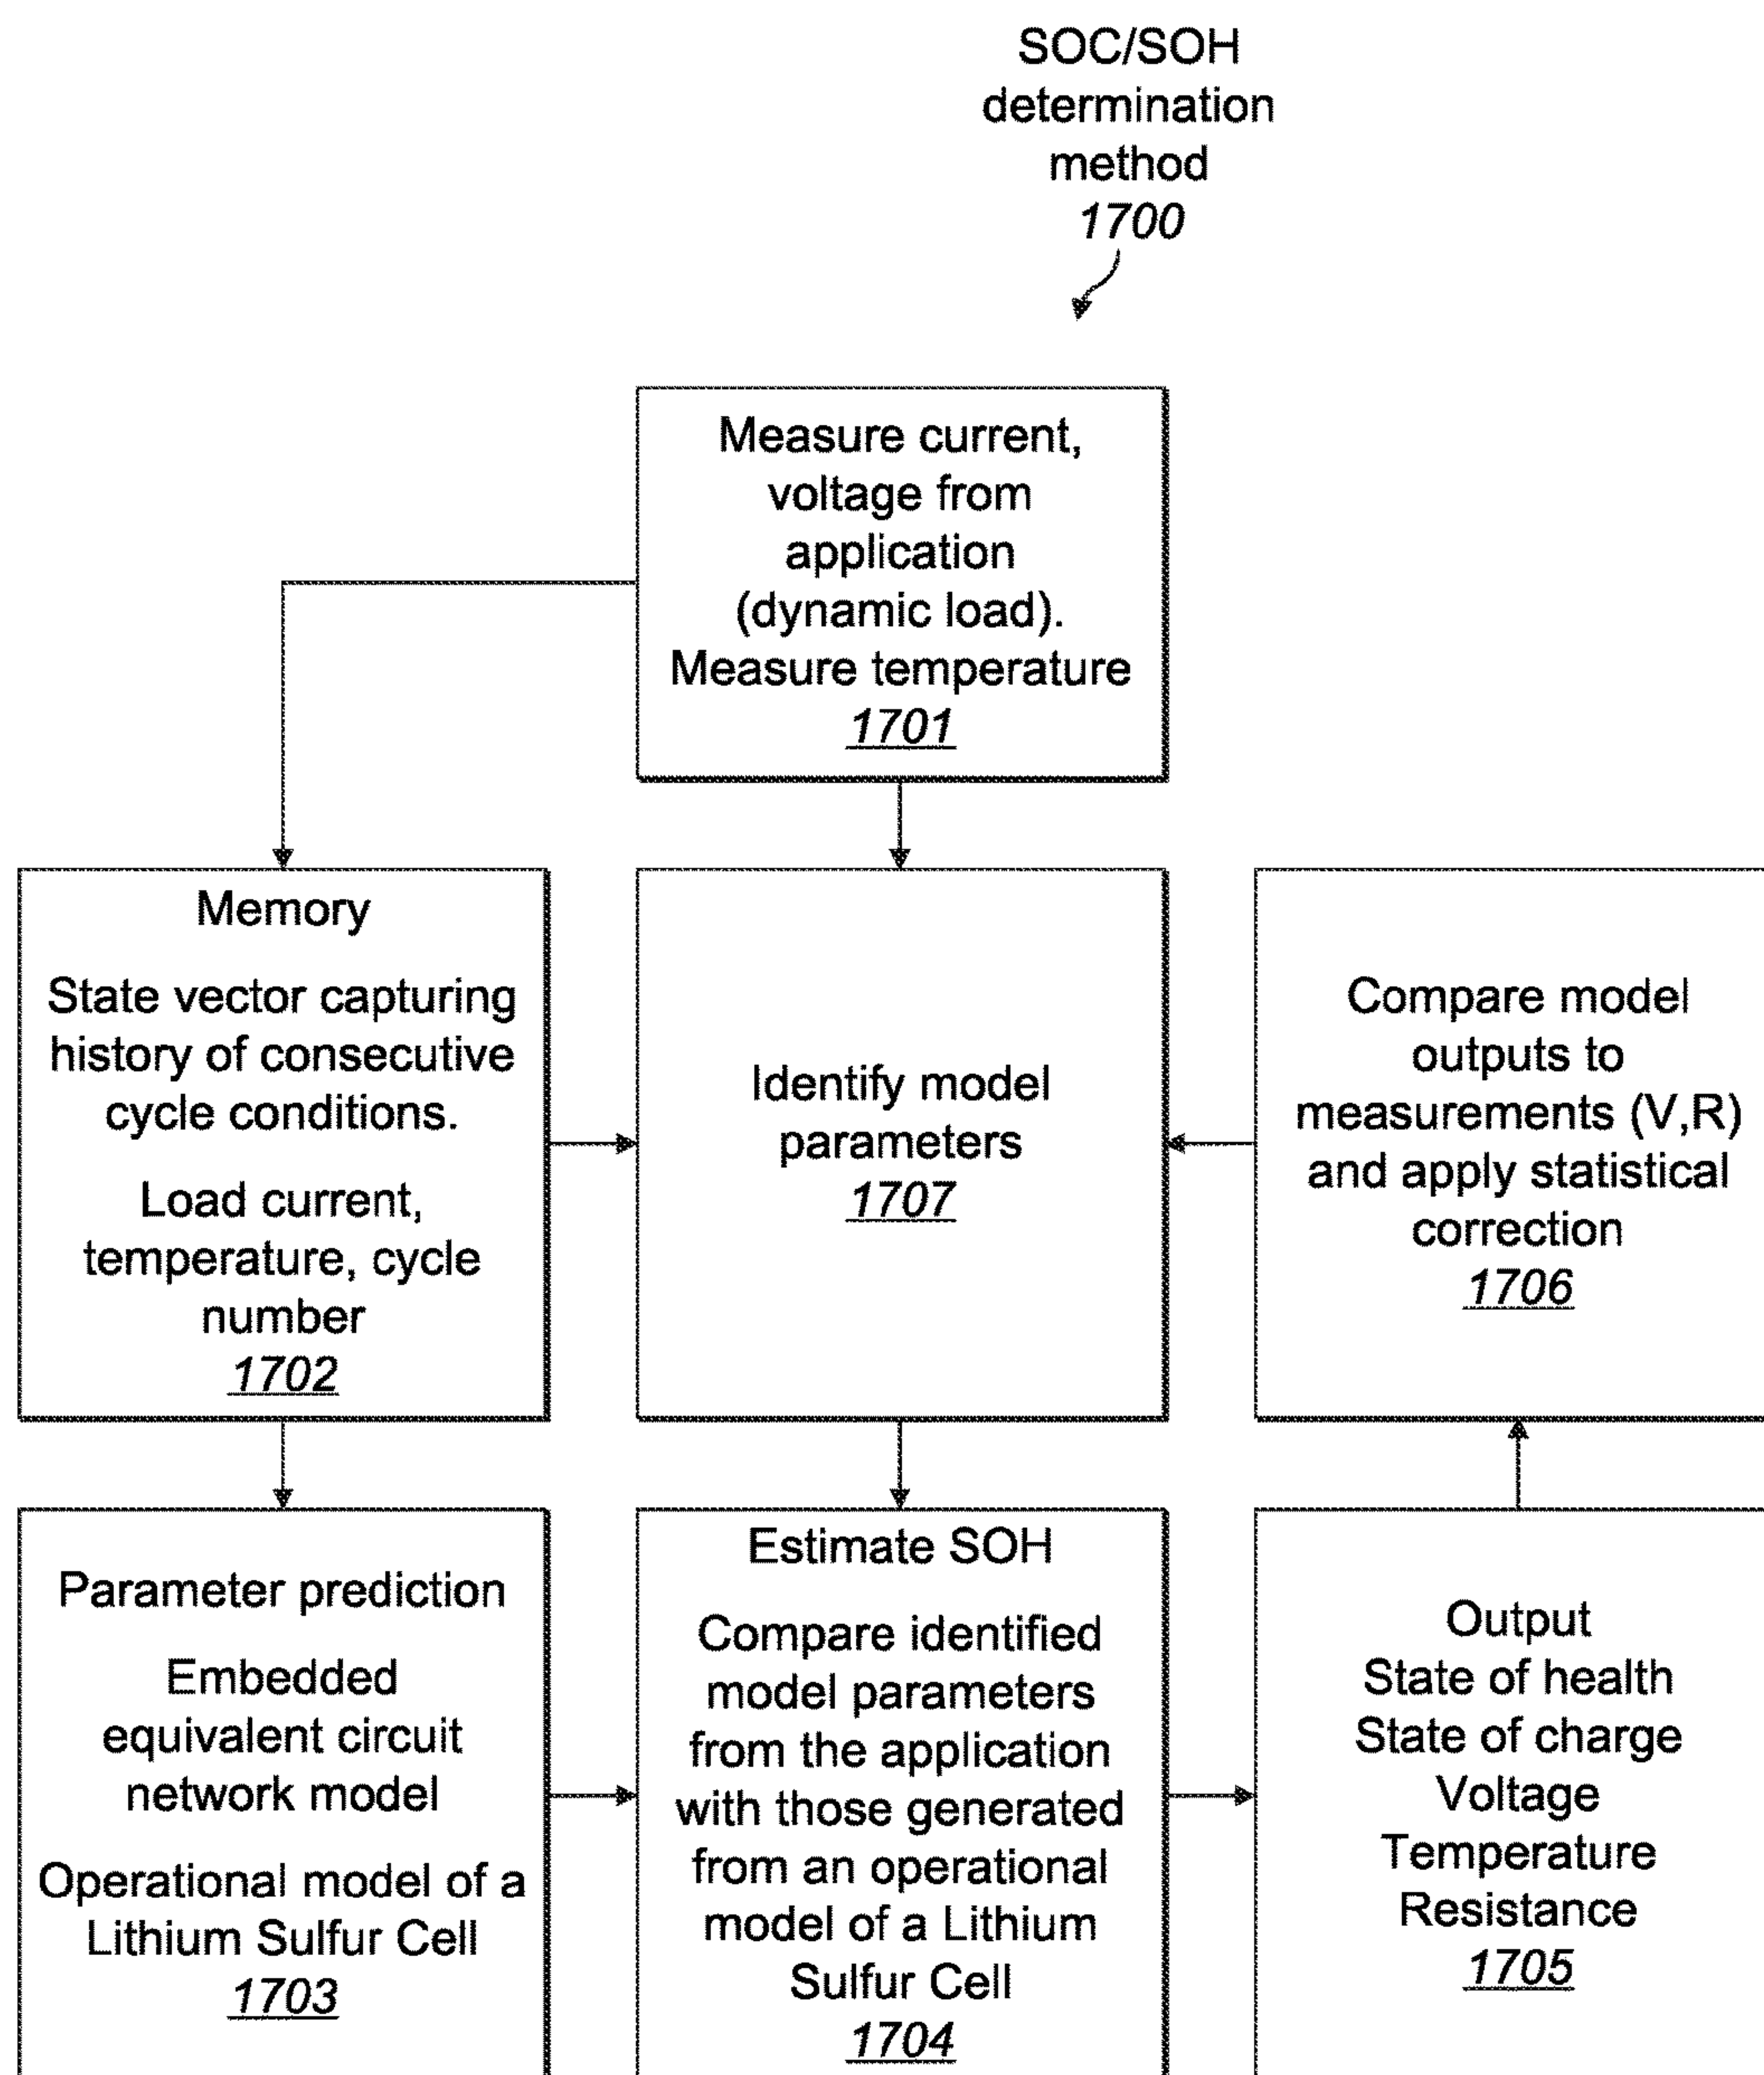 SOC/SOH
determination
method
1700
Measure current,
voltage from
application
(dynamic load).
Measure temperature
1701
Memory
State vector capturing
history of consecutive
cycle conditions.
Load current,
temperature, cycle
number
1702
Identify model
parameters
1707
Compare model
outputs to
measurements (V,R)
and apply statistical
correction
1706
Parameter prediction
Embedded
equivalent circuit
network model
Operational model of a
Lithium Sulfur Cell
1703
Estimate SOH
Compare identified
model parameters
from the application
with those generated
from an operational
model of a Lithium
Sulfur Cell
1704
Output
State of health
State of charge
Voltage
Temperature
Resistance
1705